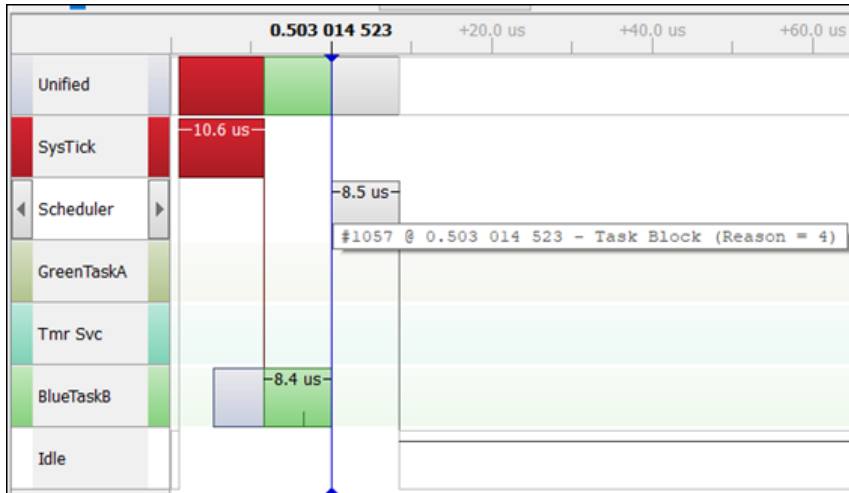 0.503 014 523 +20.0 us +40.0 us +60.0 us
Unified
SysTick
10.6 us
Scheduler
8.5 us
#1057 @ 0.503 014 523 - Task Block (Reason = 4)
GreenTaskA
Tmr Svc
BlueTaskB
8.4 us
Idle